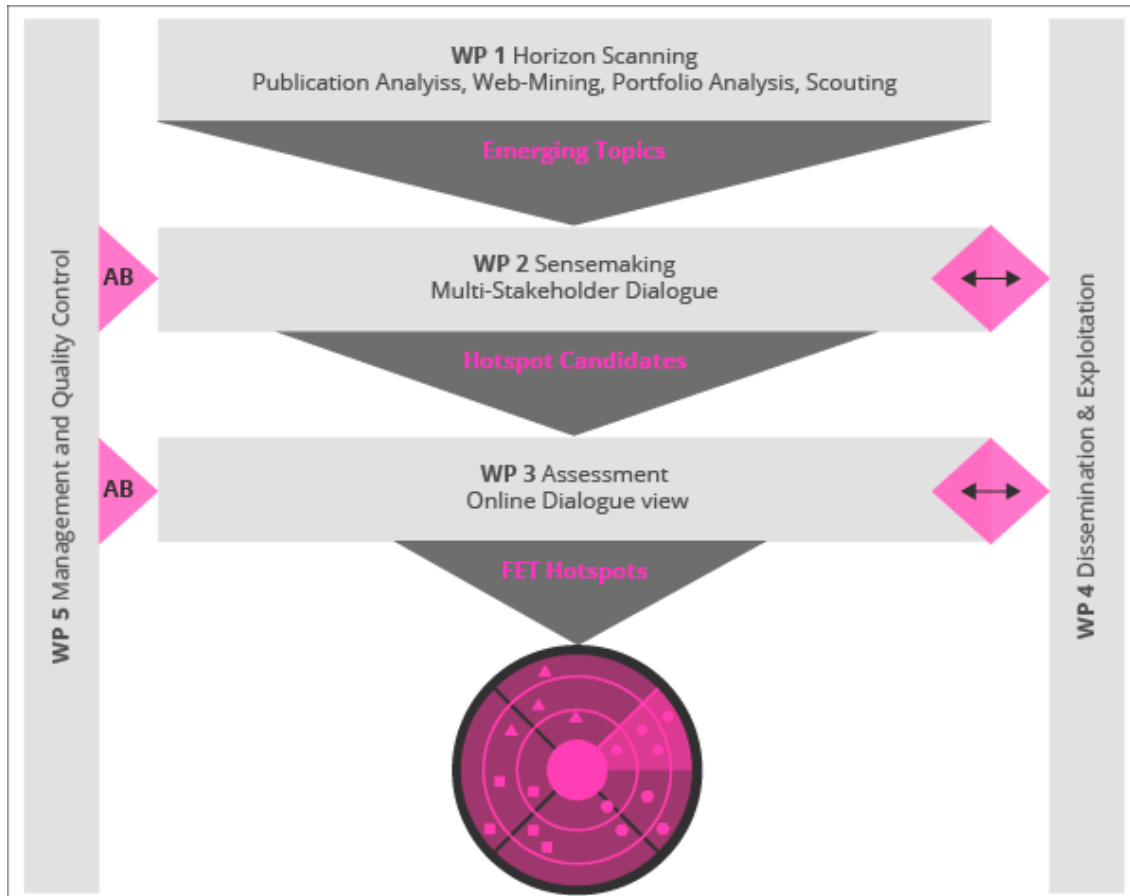 WP 1 Horizon Scanning
Publication Analyiss, Web-Mining, Portfolio Analysis, Scouting
Emerging Topics
WP 5 Management and Quality Control
AB
WP 2 Sensemaking
Multi-Stakeholder Dialogue
Hotspot Candidates
AB
WP 3 Assessment
Online Dialogue view
FET Hotspots
WP 4 Dissemination & Exploitation